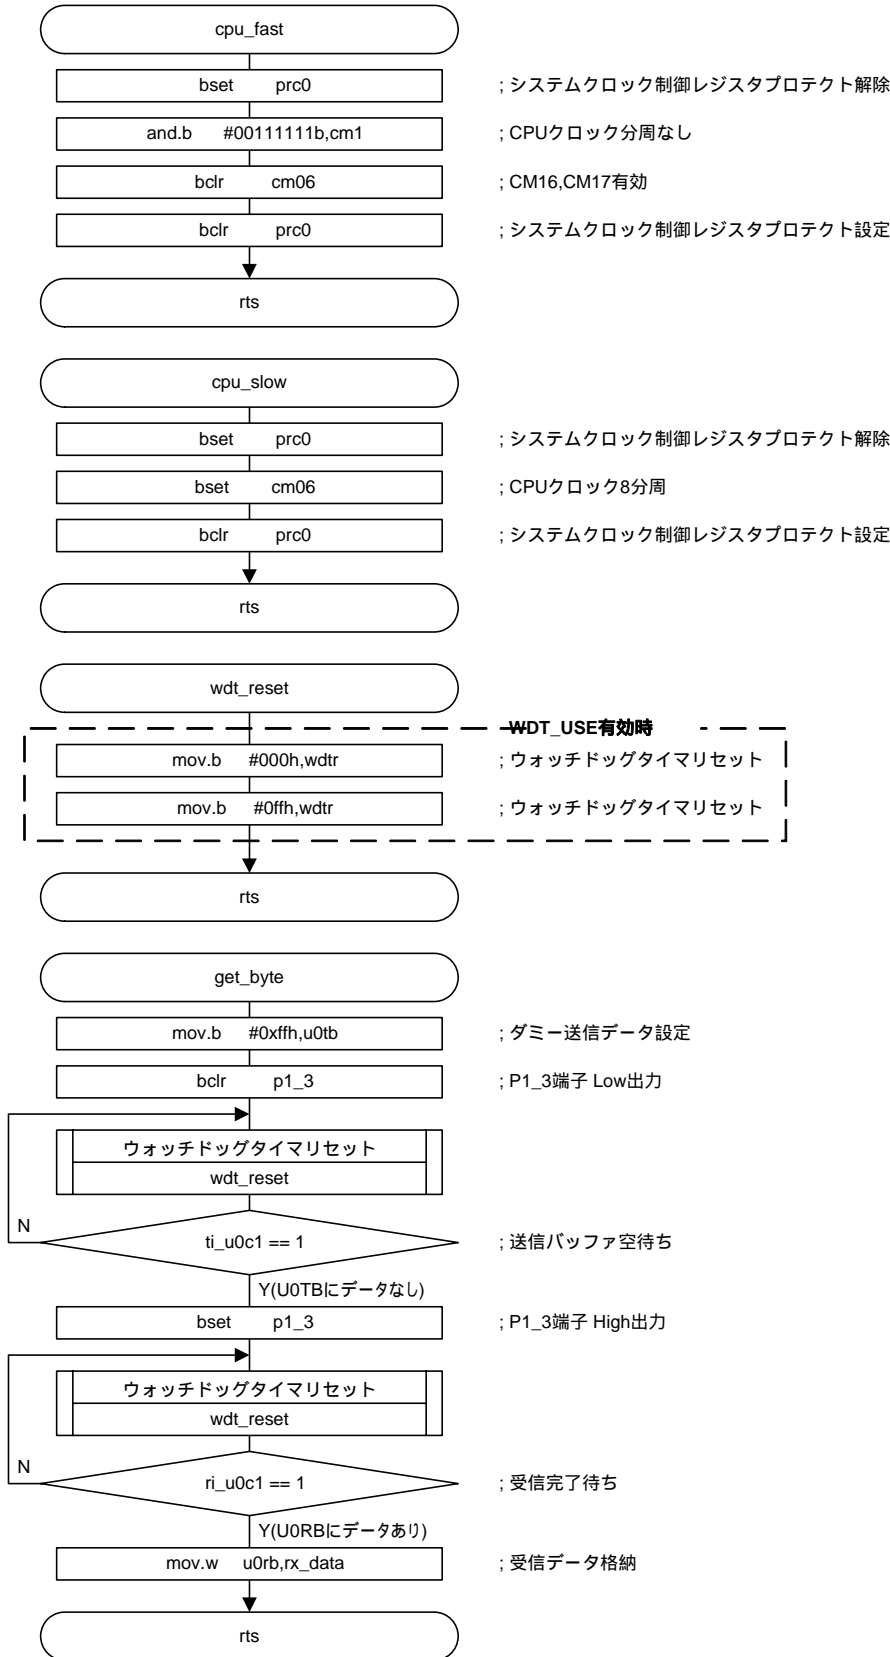 cpu_fast
bset prc0 ; システムクロック制御レジスタプロテクト解除
and.b #00111111b,cm1 ; CPUクロック分周なし
bclr cm06 ; CM16,CM17有効
bclr prc0 ; システムクロック制御レジスタプロテクト設定
rts
cpu_slow
bset prc0 ; システムクロック制御レジスタプロテクト解除
bset cm06 ; CPUクロック8分周
bclr prc0 ; システムクロック制御レジスタプロテクト設定
rts
wdt_reset
WDT_USE有効時
mov.b #000h,wdtr ; ウォッチドッグタイマリセット
mov.b #0ffh,wdtr ; ウォッチドッグタイマリセット
rts
get_byte
mov.b #0xffh,u0tb ; ダミー送信データ設定
bclr p1_3 ; P1_3端子 Low出力
ウォッチドッグタイマリセット
wdt_reset
N
ti_u0c1 == 1 ; 送信バッファ空待ち
Y(U0TBにデータなし)
bset p1_3 ; P1_3端子 High出力
ウォッチドッグタイマリセット
wdt_reset
N
ri_u0c1 == 1 ; 受信完了待ち
Y(U0RBにデータあり)
mov.w u0rb,rx_data ; 受信データ格納
rts